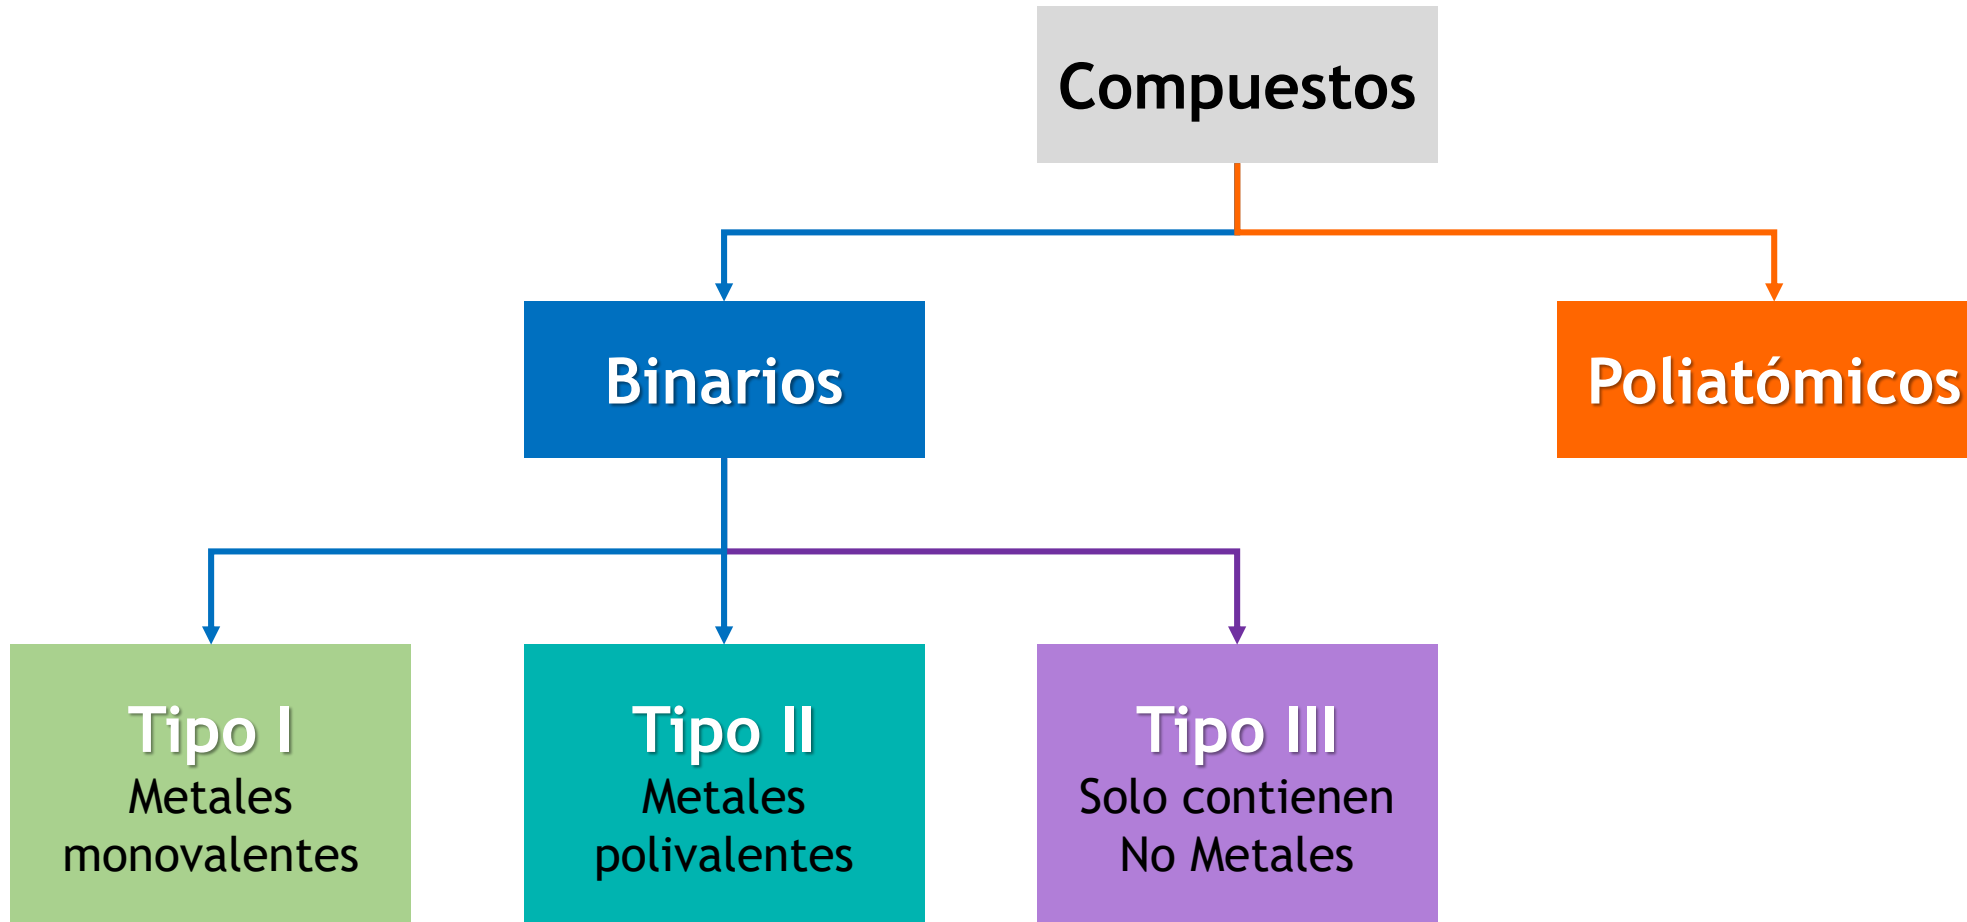 Compuestos
Binarios
Poliatómicos
Tipo I
Metales
monovalentes
Tipo II
Metales
polivalentes
Tipo III
Solo contienen
No Metales